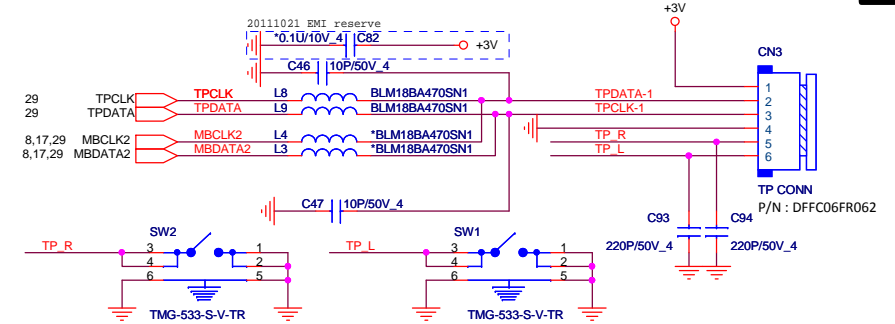 +3V
20111021 EMI reserve
*0.1U/10V_4 C82
+3V
CN3
C46 10P/50V_4
29 TPCLK TPCLK L8 BLM18BA470SN1 TPDATA-1 1
29 TPDATA TPDATA L9 BLM18BA470SN1 TPCLK-1 2
3
8,17,29 MBCLK2 MBCLK2 L4 *BLM18BA470SN1 TP_R 4
8,17,29 MBDATA2 MBDATA2 L3 *BLM18BA470SN1 TP_L 5
6
TP CONN
P/N : DFFC06FR062
C47 10P/50V_4
C93 C94
220P/50V_4 220P/50V_4
SW2 SW1
TP_R 3 1 TP_L 3 1
4 2 4 2
6 5 6 5
TMG-533-S-V-TR TMG-533-S-V-TR